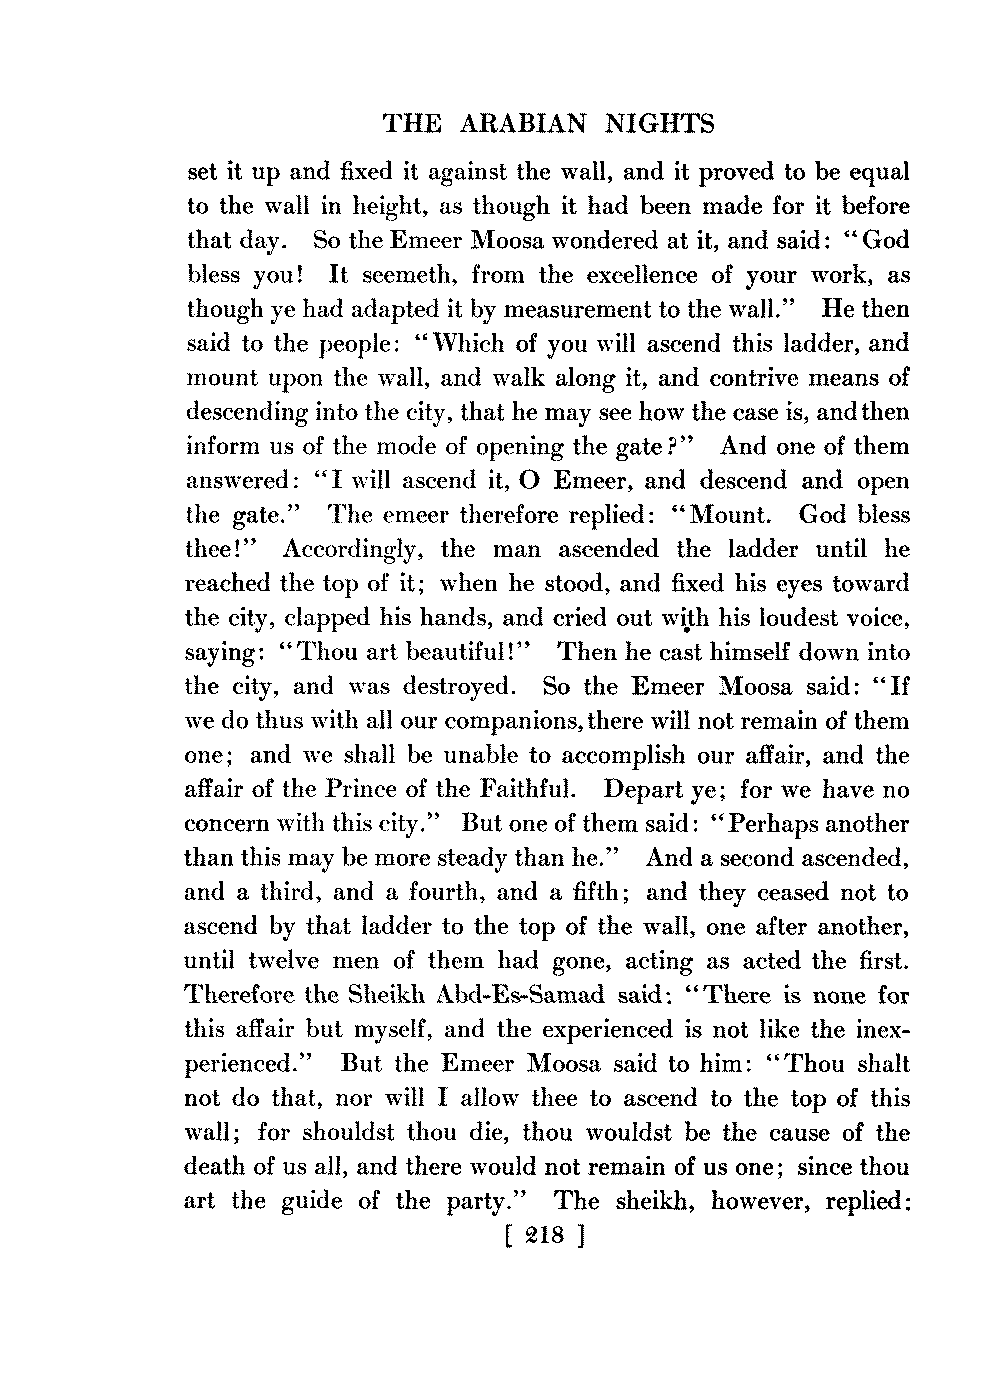 THE ARABIAN NIGHTS
set it up and fixed it against the wall, and it proved to be equal
to the wall in height, as though it had been made for it before
that day. So the Emeer Moosa wondered at it, and said: “God
bless you! It seemeth, from the excellence of your work, as
though ye had adapted it by measurement to the wall.” He then
said to the people: “Which of you will ascend this ladder, and
mount upon the wall, and walk along it, and contrive means of
descending into the city, that he may see how the case is, and then
inform us of the mode of opening the gate?” And one of them
answered: “I will ascend it, O Emeer, and descend and open
the gate.” The emeer therefore replied: “Mount. God bless
thee!” Accordingly, the man ascended the ladder until he
reached the top of it; when he stood, and fixed his eyes toward
the city, clapped his hands, and cried out with his loudest voice,
saying: “Thou art beautiful!” Then he cast himself down into
the city, and was destroyed. So the Emeer Moosa said: “If
we do thus with all our companions, there will not remain of them
one; and we shall be unable to accomplish our affair, and the
affair of the Prince of the Faithful. Depart ye; for we have no
concern with this city.” But one of them said: “Perhaps another
than this may be more steady than he.” And a second ascended,
and a third, and a fourth, and a fifth; and they ceased not to
ascend by that ladder to the top of the wall, one after another,
until twelve men of them had gone, acting as acted the first.
Therefore the Sheikh Abd-Es-Samad said: “There is none for
this affair but myself, and the experienced is not like the inex-
perienced.” But the Emeer Moosa said to him: “Thou shalt
not do that, nor will I allow thee to ascend to the top of this
wall; for shouldst thou die, thou wouldst be the cause of the
death of us all, and there would not remain of us one; since thou
art the guide of the party.” The sheikh, however, replied:
[ 218 ]